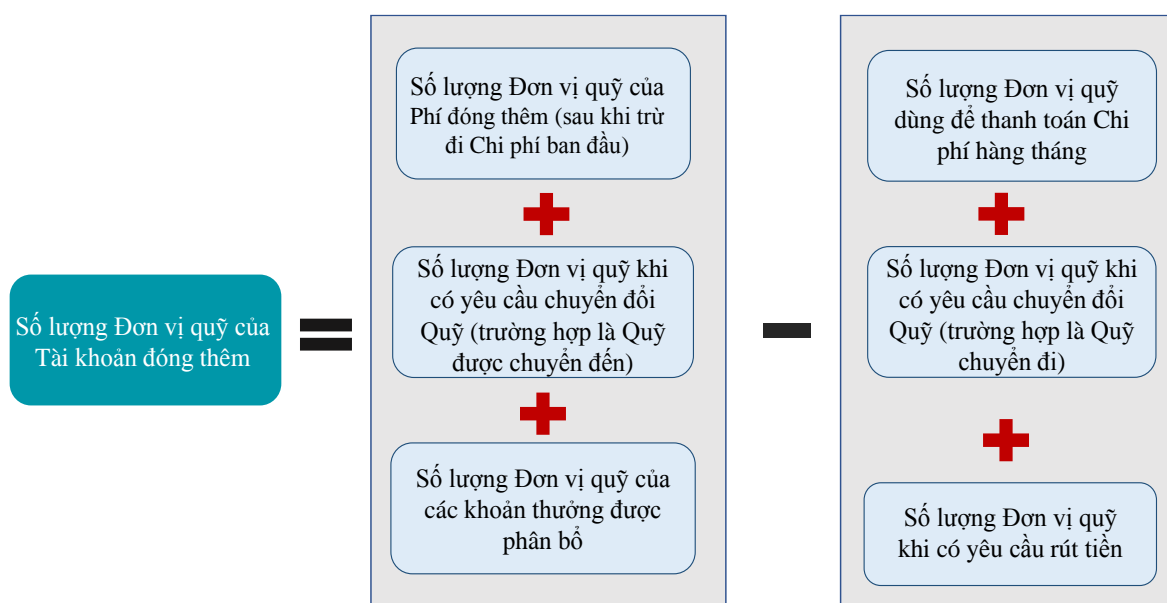 Số lượng Đơn vị quỹ của
Tài khoản đóng thêm
=
Số lượng Đơn vị quỹ của
Phí đóng thêm (sau khi trừ
đi Chi phí ban đầu)
+
Số lượng Đơn vị quỹ khi
có yêu cầu chuyển đổi
Quỹ (trường hợp là Quỹ
được chuyển đến)
+
Số lượng Đơn vị quỹ của
các khoản thưởng được
phân bổ
-
Số lượng Đơn vị quỹ
dùng để thanh toán Chi
phí hàng tháng
+
Số lượng Đơn vị quỹ khi
có yêu cầu chuyển đổi
Quỹ (trường hợp là Quỹ
chuyển đi)
+
Số lượng Đơn vị quỹ
khi có yêu cầu rút tiền